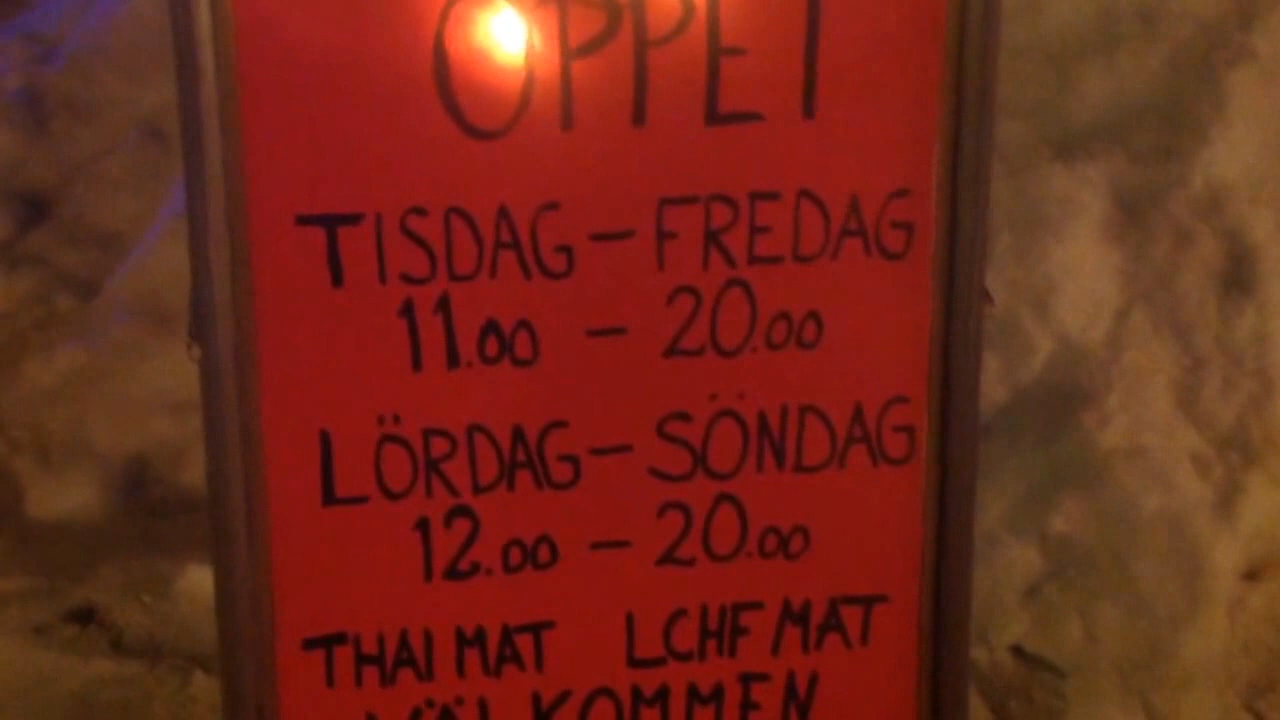 ÖPPET
TISDAG - FREDAG
11.00 - 20.00
LÖRDAG - SÖNDAG
12.00 - 20.00
THAI MAT LCHF MAT
VÄLKOMMEN